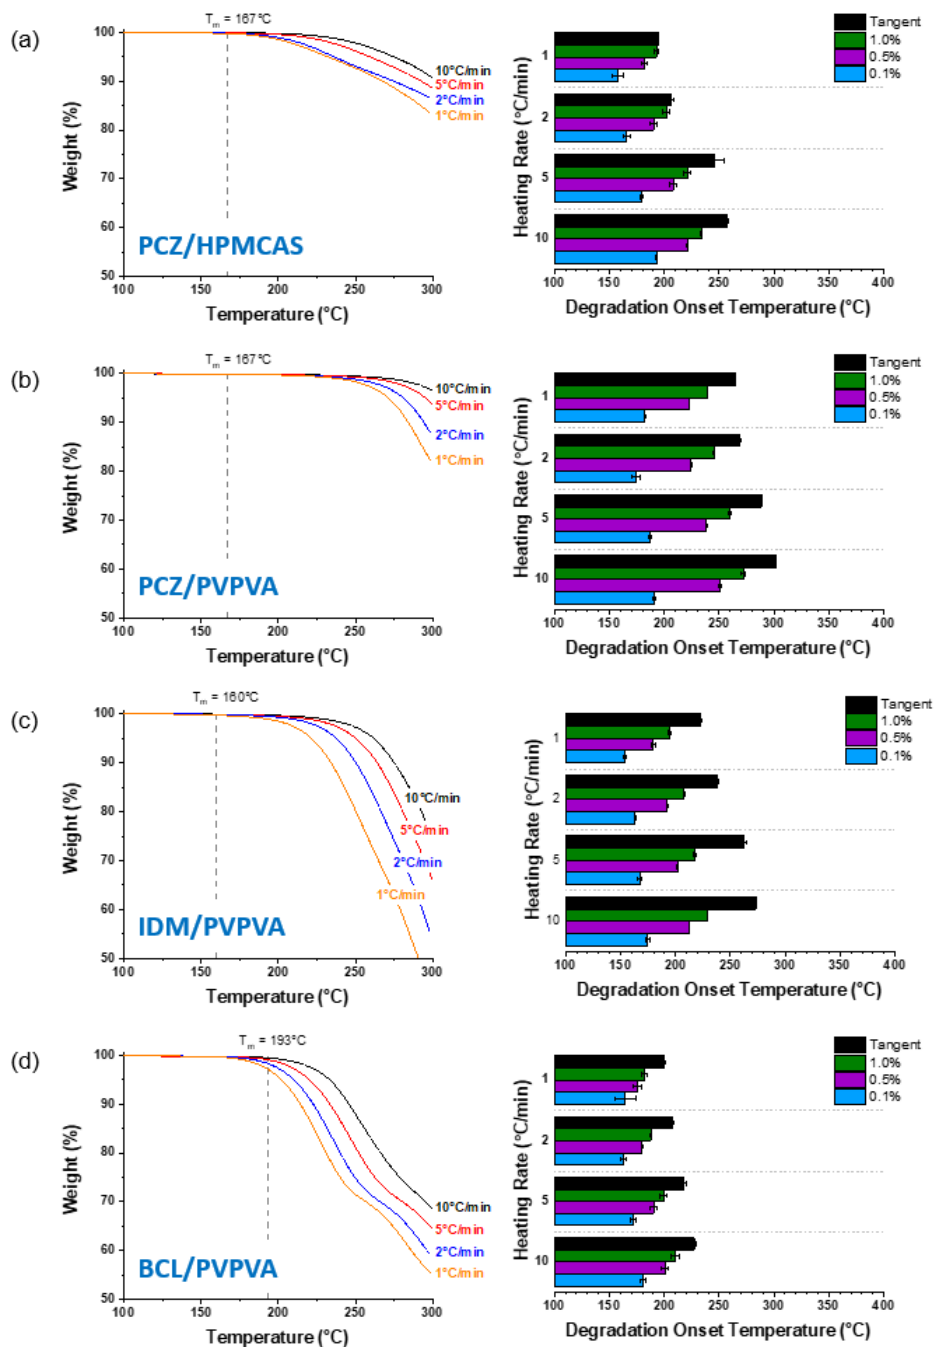 (a)
Tm = 167°C
Weight (%)
100
90
80
70
60
50
10°C/min
5°C/min
2°C/min
1°C/min
PCZ/HPMCAS
100 150 200 250 300
Temperature (°C)
Heating Rate (°C/min)
1
2
5
10
Tangent
1.0%
0.5%
0.1%
100 150 200 250 300 350 400
Degradation Onset Temperature (°C)
(b)
Tm = 167°C
Weight (%)
100
90
80
70
60
50
10°C/min
5°C/min
2°C/min
1°C/min
PCZ/PVPVA
100 150 200 250 300
Temperature (°C)
Heating Rate (°C/min)
1
2
5
10
Tangent
1.0%
0.5%
0.1%
100 150 200 250 300 350 400
Degradation Onset Temperature (°C)
(c)
Tm = 160°C
Weight (%)
100
90
80
70
60
50
10°C/min
5°C/min
2°C/min
1°C/min
IDM/PVPVA
100 150 200 250 300
Temperature (°C)
Heating Rate (°C/min)
1
2
5
10
Tangent
1.0%
0.5%
0.1%
100 150 200 250 300 350 400
Degradation Onset Temperature (°C)
(d)
Tm = 193°C
Weight (%)
100
90
80
70
60
50
10°C/min
5°C/min
2°C/min
1°C/min
BCL/PVPVA
100 150 200 250 300
Temperature (°C)
Heating Rate (°C/min)
1
2
5
10
Tangent
1.0%
0.5%
0.1%
100 150 200 250 300 350 400
Degradation Onset Temperature (°C)